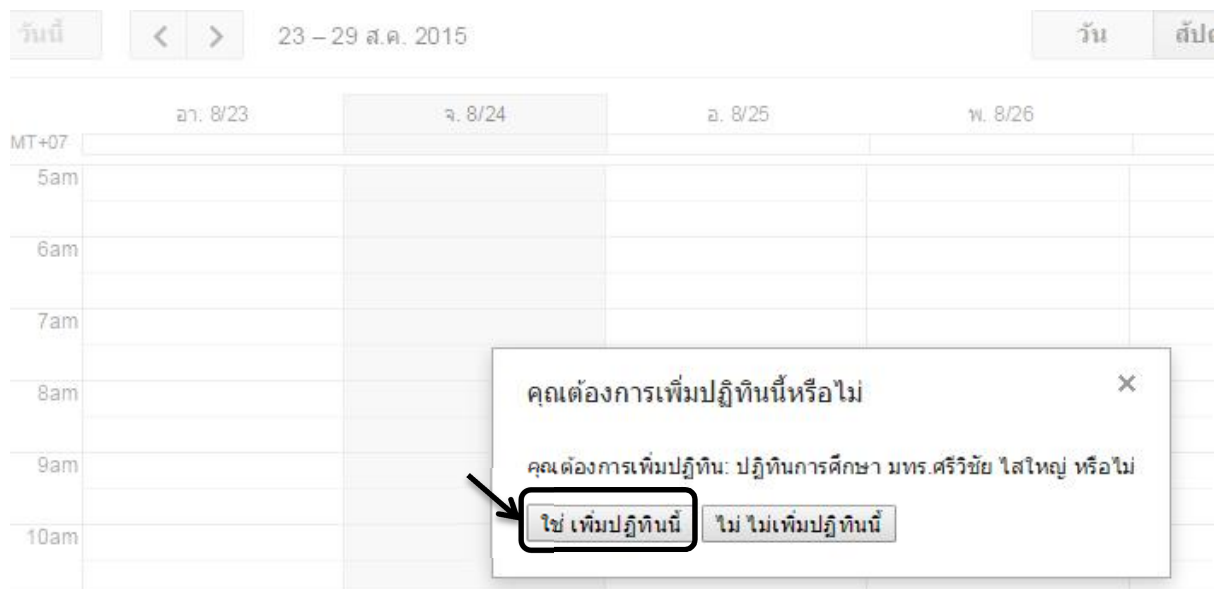 วันนี้ 23 – 29 ส.ค. 2015 วัน สัป
อา. 8/23 จ. 8/24 อ. 8/25 พ. 8/26
MT+07
5am
6am
7am
8am
9am
10am
คุณต้องการเพิ่มปฏิทินนี้หรือไม่
คุณต้องการเพิ่มปฏิทิน: ปฏิทินการศึกษา มทร.ศรีวิชัย ไสใหญ่ หรือไม่
ใช่ เพิ่มปฏิทินนี้ ไม่ ไม่เพิ่มปฏิทินนี้